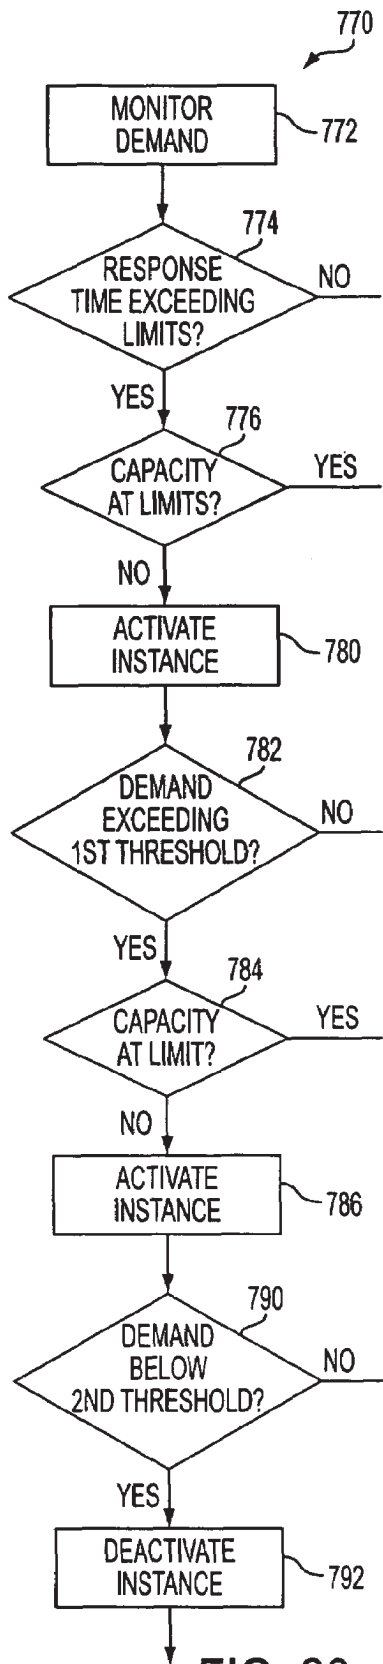 770
MONITOR
DEMAND
772
774
RESPONSE
TIME EXCEEDING
LIMITS?
NO
YES
776
CAPACITY
AT LIMITS?
YES
NO
ACTIVATE
INSTANCE
780
782
DEMAND
EXCEEDING
1ST THRESHOLD?
NO
YES
784
CAPACITY
AT LIMIT?
YES
NO
ACTIVATE
INSTANCE
786
790
DEMAND
BELOW
2ND THRESHOLD?
NO
YES
DEACTIVATE
INSTANCE
792